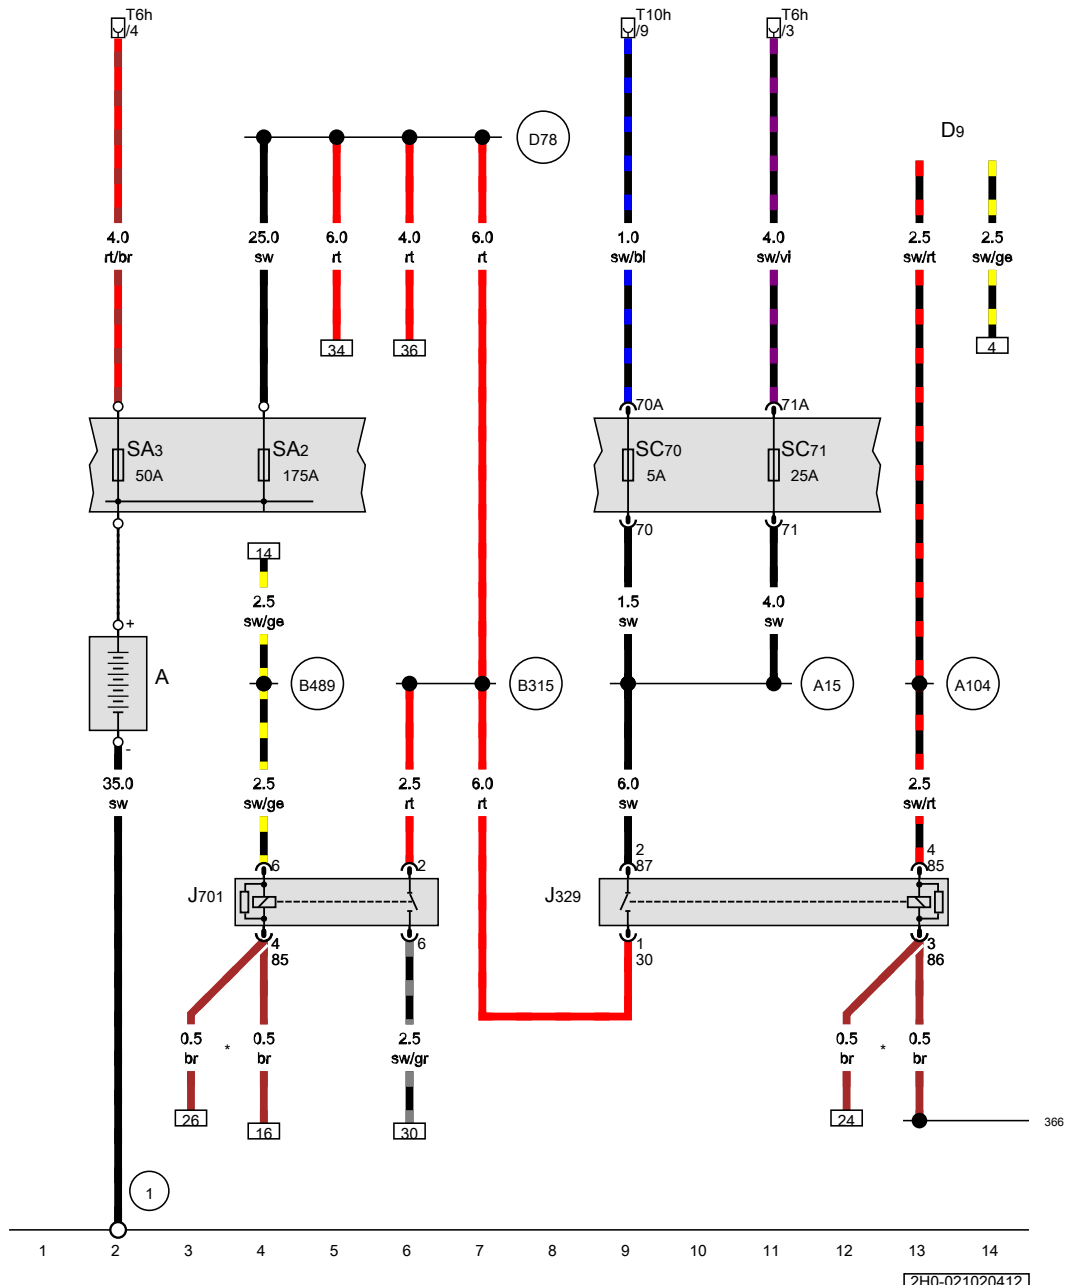 T6h
/4
T10h
/9
T6h
/3
D78
D9
4.0
rt/br
25.0
sw
6.0
rt
4.0
rt
6.0
rt
1.0
sw/bl
4.0
sw/vi
2.5
sw/rt
2.5
sw/ge
34
36
4
70A
71A
SA3
50A
SA2
175A
SC70
5A
SC71
25A
70
71
14
2.5
sw/ge
1.5
sw
4.0
sw
+
A
B489
B315
A15
A104
-
35.0
sw
2.5
sw/ge
2.5
rt
6.0
rt
6.0
sw
2.5
sw/rt
6
2
2
87
4
85
J701
J329
4
85
6
1
30
3
86
0.5
br
*
0.5
br
2.5
sw/gr
0.5
br
*
0.5
br
26
16
30
24
366
1
1 2 3 4 5 6 7 8 9 10 11 12 13 14
2H0-021020412